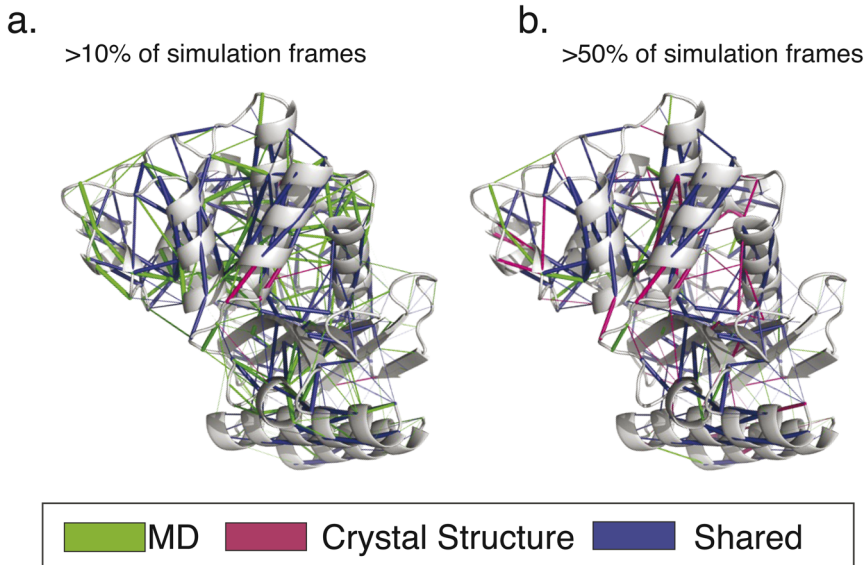 a.
b.
>10% of simulation frames
>50% of simulation frames
MD
Crystal Structure
Shared